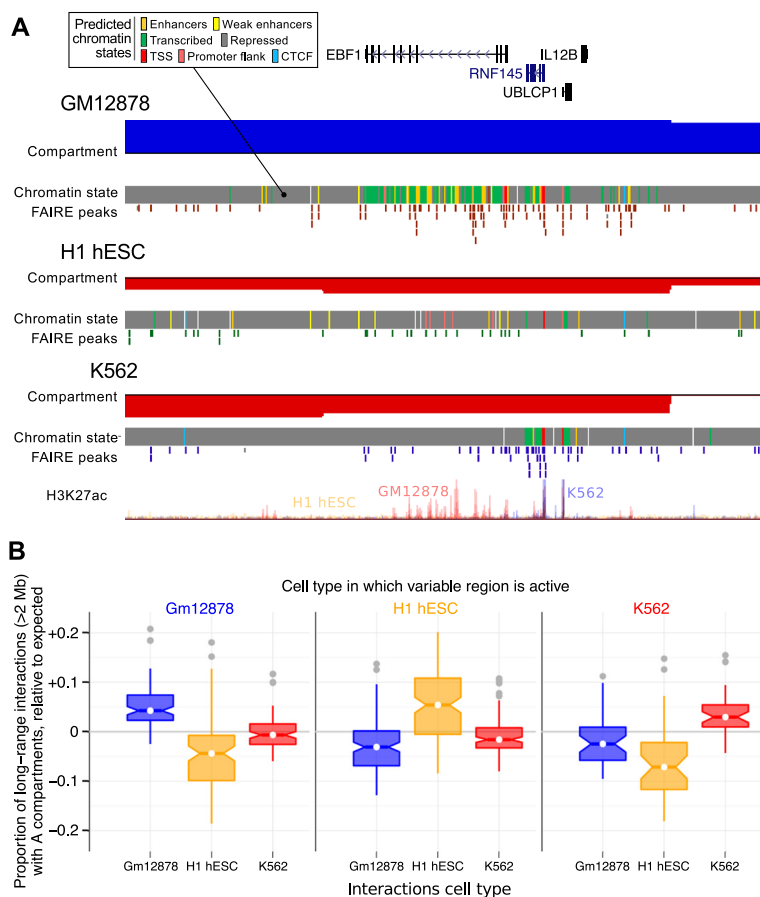 A
Predicted chromatin states
Enhancers Weak enhancers
Transcribed Repressed
TSS Promoter flank CTCF
EBF1 IL12B
RNF145
UBLCP1
GM12878
Compartment
Chromatin state
FAIRE peaks
H1 hESC
Compartment
Chromatin state
FAIRE peaks
K562
Compartment
Chromatin state
FAIRE peaks
H3K27ac
H1 hESC GM12878 K562
B
Cell type in which variable region is active
Gm12878 H1 hESC K562
Proportion of long-range interactions (>2 Mb)
with A compartments, relative to expected
+0.2
+0.1
0
−0.1
−0.2
Gm12878 H1 hESC K562 Gm12878 H1 hESC K562 Gm12878 H1 hESC K562
Interactions cell type